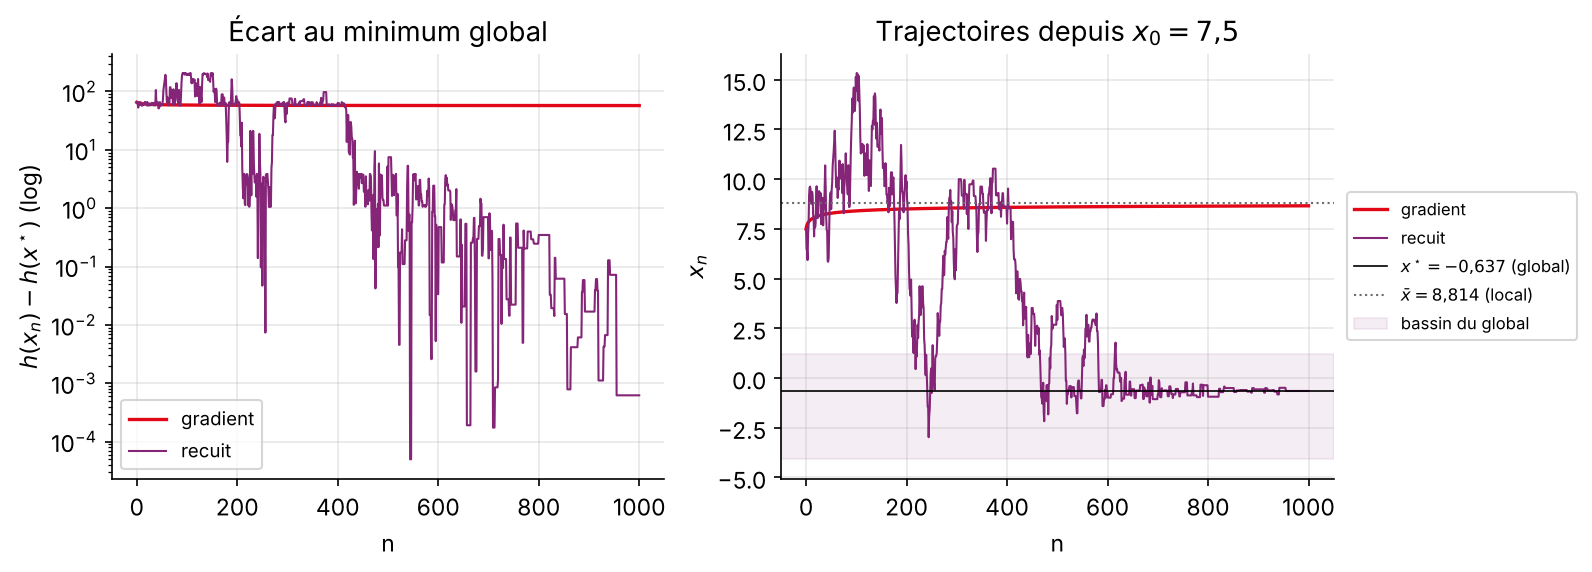 Écart au minimum global
h(xₙ) − h(x⋆) (log)
10²
10¹
10⁰
10⁻¹
10⁻²
10⁻³
10⁻⁴
gradient
recuit
0
200
400
600
800
1000
n
Trajectoires depuis x₀ = 7,5
xₙ
15.0
12.5
10.0
7.5
5.0
2.5
0.0
−2.5
−5.0
0
200
400
600
800
1000
n
gradient
recuit
x⋆ = −0,637 (global)
x̄ = 8,814 (local)
bassin du global